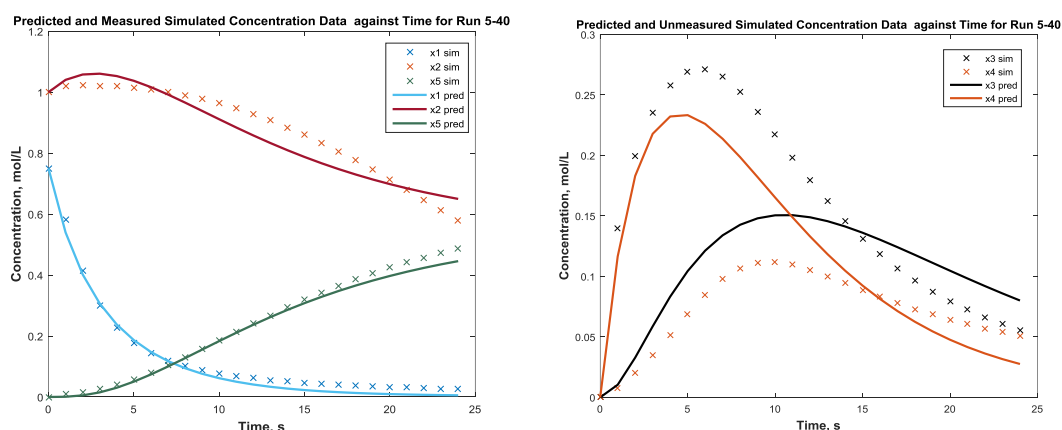 Predicted and Measured Simulated Concentration Data against Time for Run 5-40
1.2
1
0.8
0.6
0.4
0.2
0
0
5
10
15
20
25
Concentration, mol/L
Time, s
x1 sim
x2 sim
x5 sim
x1 pred
x2 pred
x5 pred
Predicted and Unmeasured Simulated Concentration Data against Time for Run 5-40
0.3
0.25
0.2
0.15
0.1
0.05
0
0
5
10
15
20
25
Concentration, mol/L
Time, s
x3 sim
x4 sim
x3 pred
x4 pred